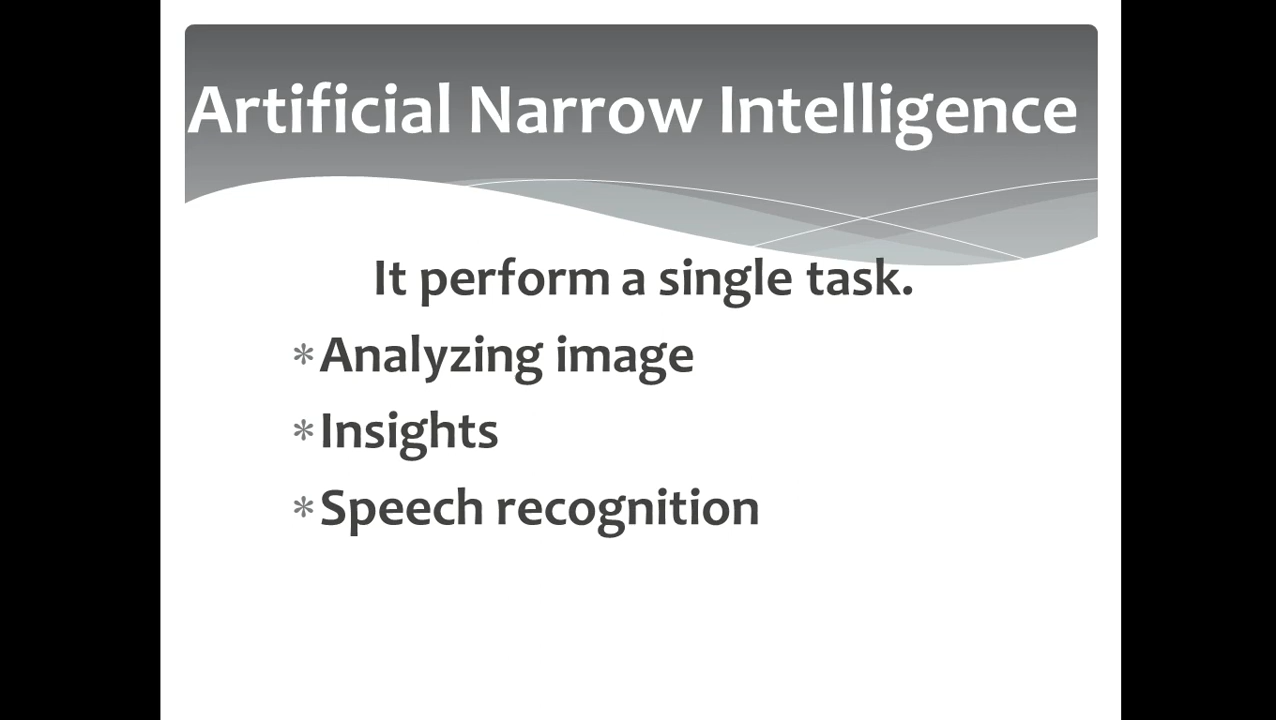 Artificial Narrow Intelligence
It perform a single task.
* Analyzing image
* Insights
* Speech recognition